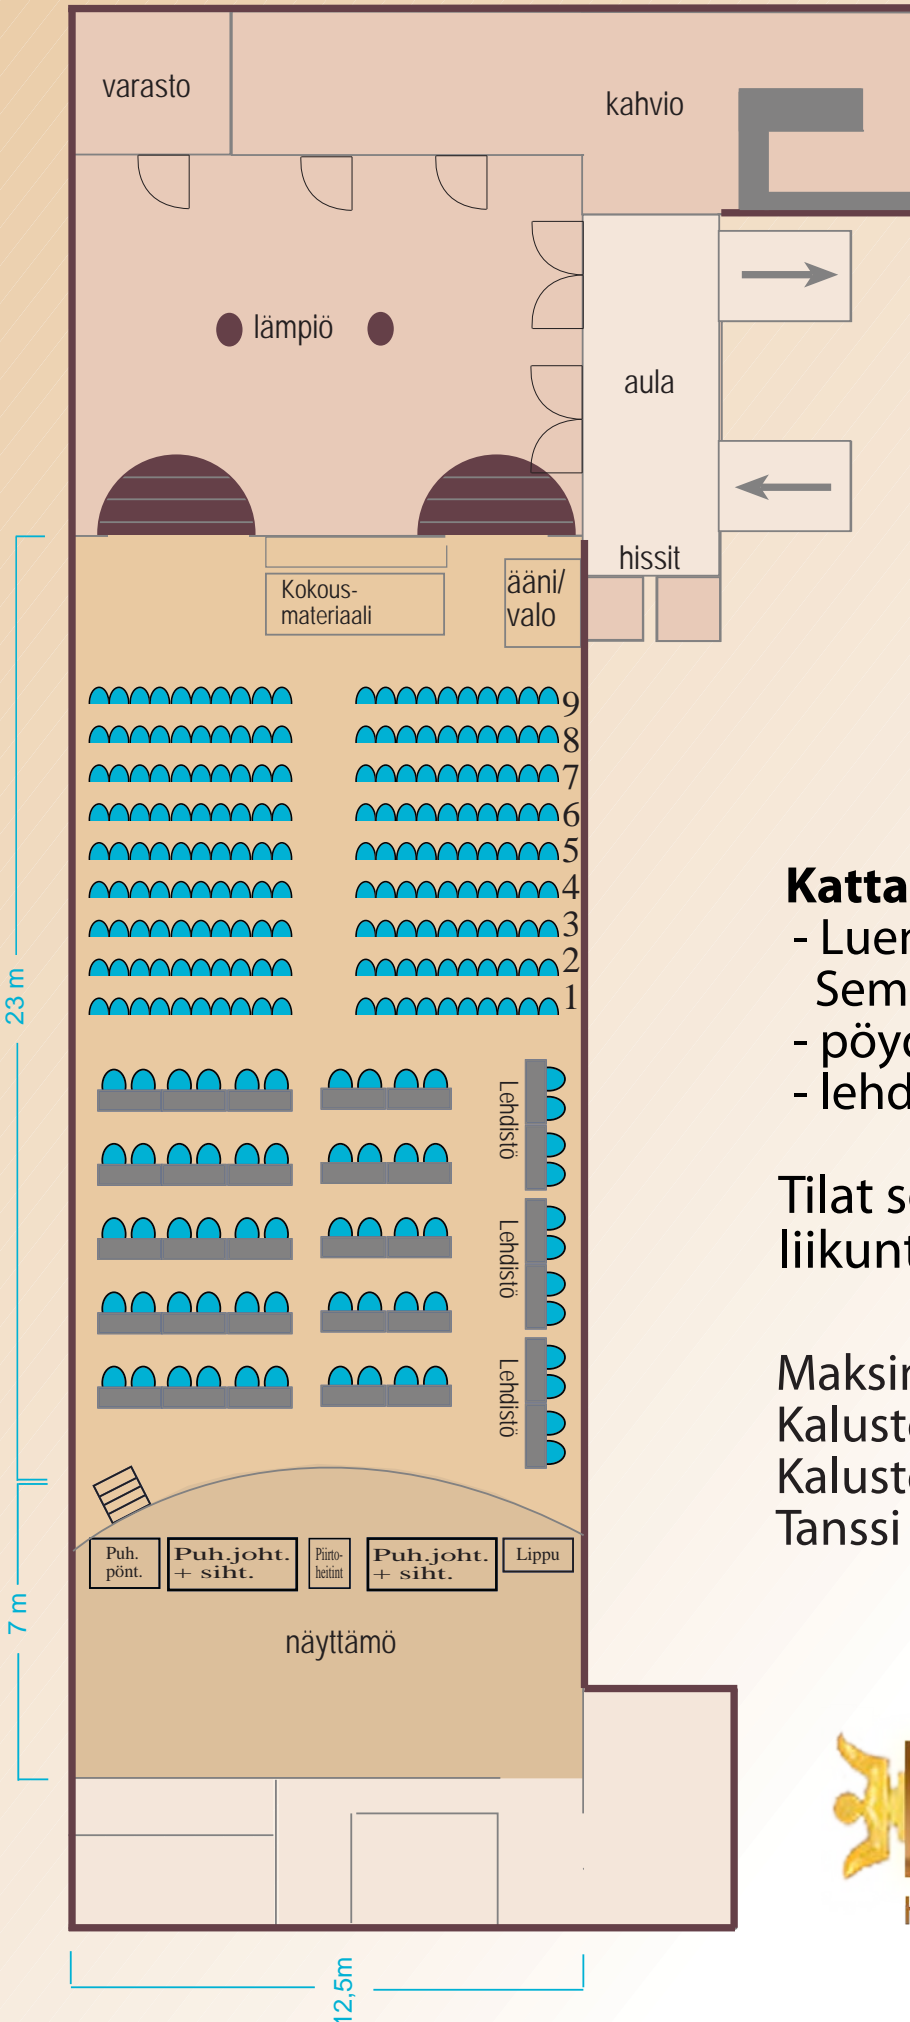 varasto
kahvio
lämpiö
aula
hissit
Kokous-
materiaali
ääni/
valo
9
8
7
6
5
4
3
2
1
23 m
Lehdistö
Lehdistö
Lehdistö
Katta
- Luer
Sem
- pöyd
- lehd
Tilat s
liikunt
Maksim
Kalust
Kalust
Tanssi
Puh.
pönt.
Puh.joht.
+ siht.
Piirto-
heitint
Puh.joht.
+ siht.
Lippu
7 m
näyttämö
12,5m